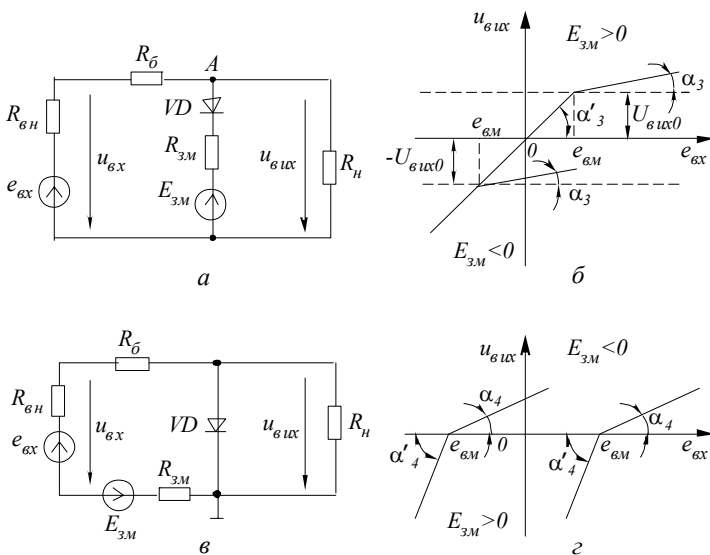 R_б
A
VD
R_вн
R_зм
u_вх
u_вих
R_н
e_вх
E_зм
а
u_вих
E_зм>0
α_3
e_вм
α'_3
U_вих0
0
e_вм
e_вх
-U_вих0
α_3
E_зм<0
б
R_б
R_вн
u_вх
VD
u_вих
R_н
e_вх
R_зм
E_зм
в
u_вих
E_зм<0
α_4
α_4
e_вм
0
e_вм
e_вх
α'_4
α'_4
E_зм>0
г